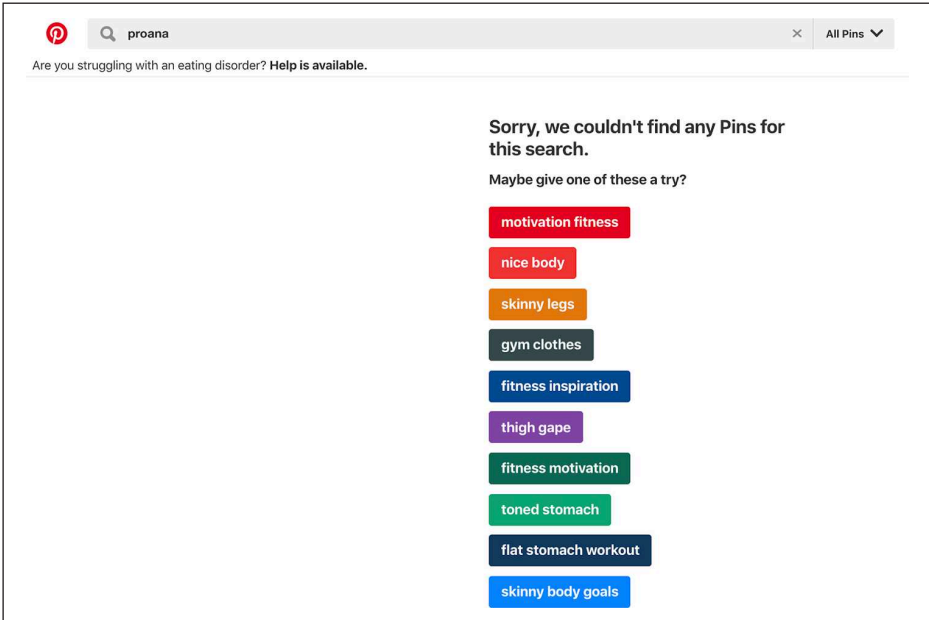 proana
All Pins
Are you struggling with an eating disorder? Help is available.
Sorry, we couldn't find any Pins for
this search.
Maybe give one of these a try?
motivation fitness
nice body
skinny legs
gym clothes
fitness inspiration
thigh gape
fitness motivation
toned stomach
flat stomach workout
skinny body goals